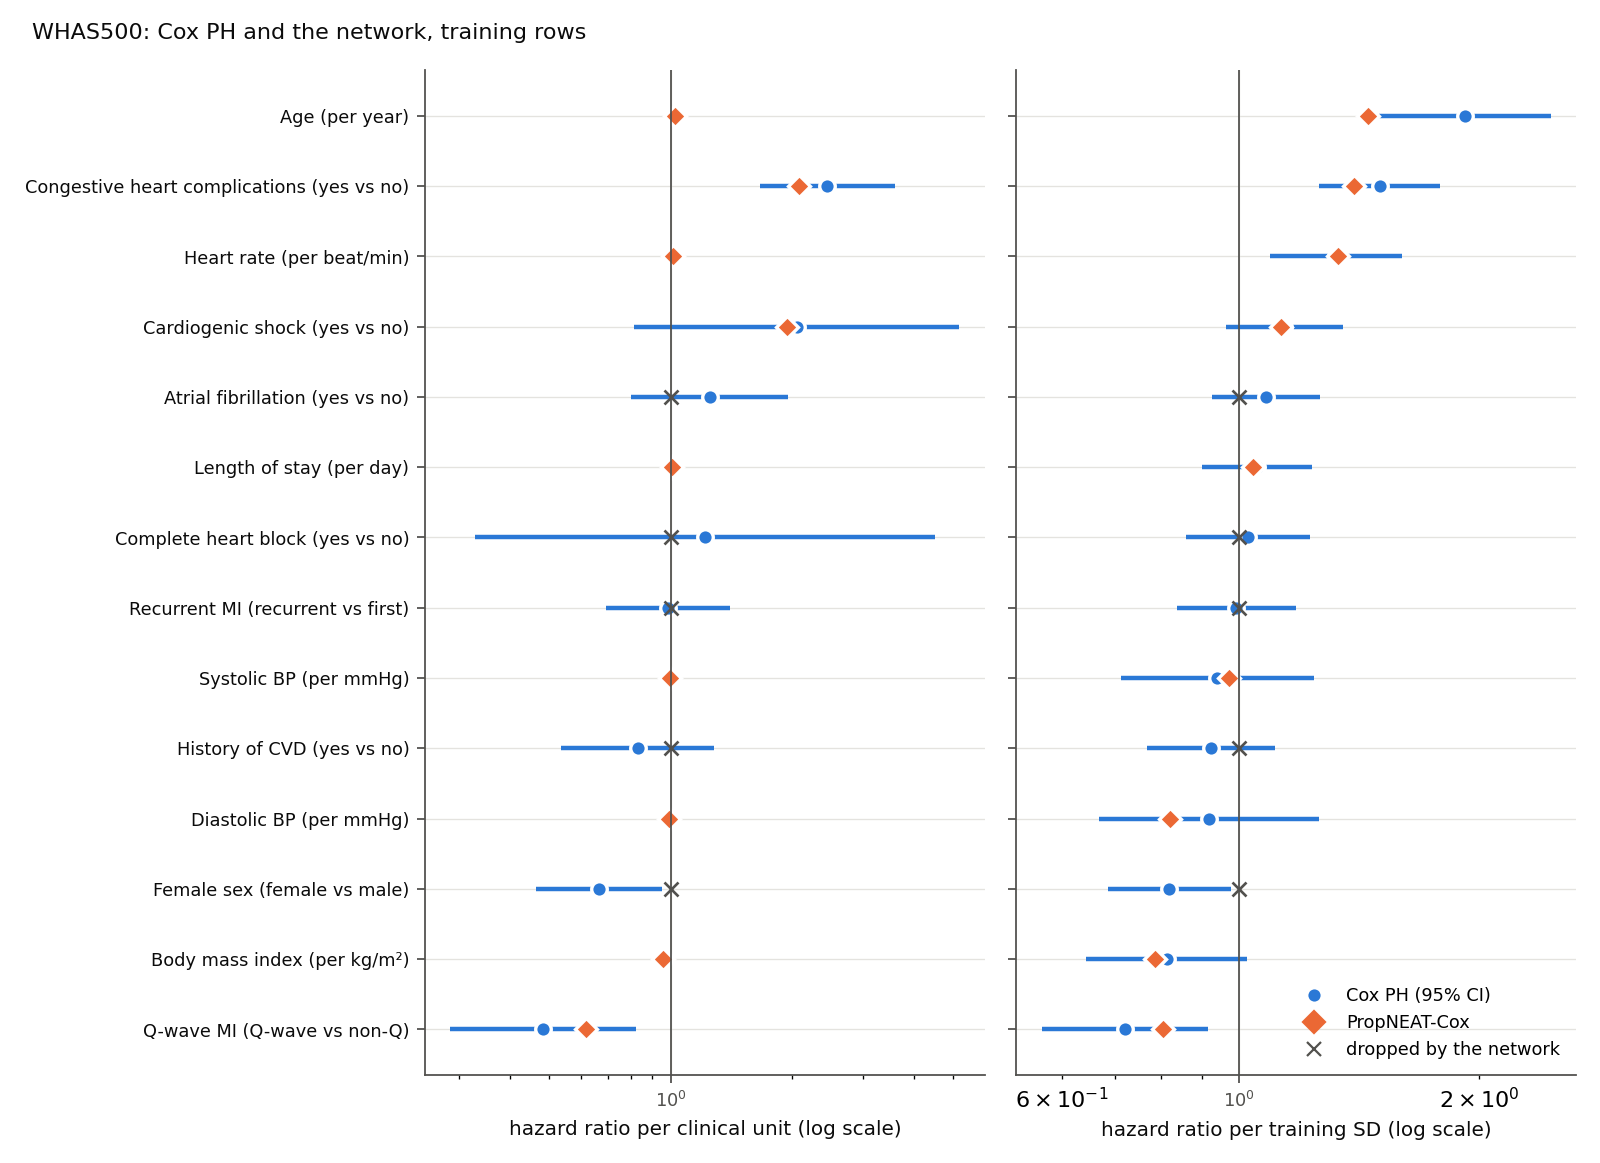 WHAS500: Cox PH and the network, training rows
Age (per year)
Congestive heart complications (yes vs no)
Heart rate (per beat/min)
Cardiogenic shock (yes vs no)
Atrial fibrillation (yes vs no)
Length of stay (per day)
Complete heart block (yes vs no)
Recurrent MI (recurrent vs first)
Systolic BP (per mmHg)
History of CVD (yes vs no)
Diastolic BP (per mmHg)
Female sex (female vs male)
Body mass index (per kg/m²)
Q-wave MI (Q-wave vs non-Q)
10⁰
hazard ratio per clinical unit (log scale)
Cox PH (95% CI)
PropNEAT-Cox
dropped by the network
6 × 10⁻¹ 10⁰ 2 × 10⁰
hazard ratio per training SD (log scale)